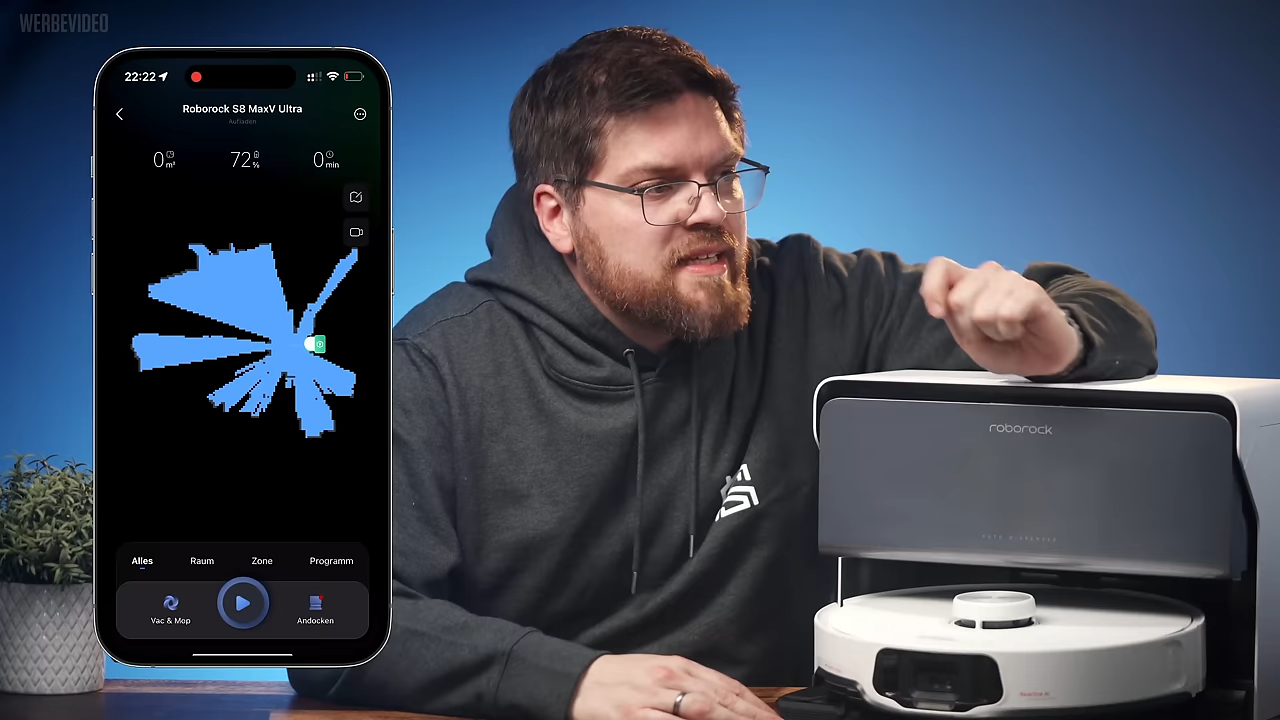 WERBEVIDEO
22:22
Roborock S8 MaxV Ultra
Aufladen
0 m²
72 %
0 min
Alles
Raum
Zone
Programm
Vac & Mop
Andocken
roborock